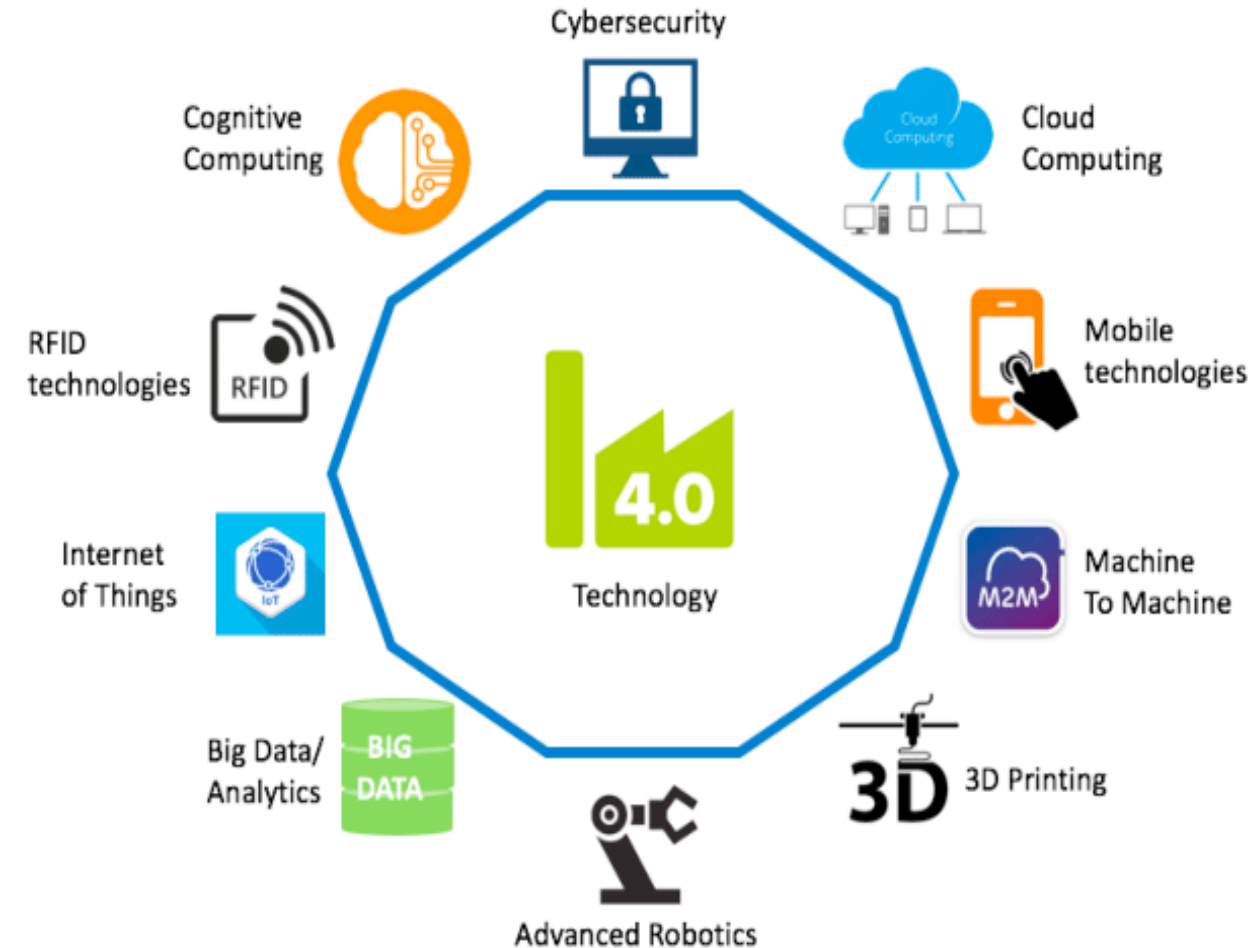 Cybersecurity
Cognitive
Computing
Cloud
Computing
Cloud
Computing
RFID
technologies
RFID
Mobile
technologies
4.0
Technology
Internet
of Things
IoT
M2M
Machine
To Machine
Big Data/
Analytics
BIG
DATA
3D
3D Printing
Advanced Robotics